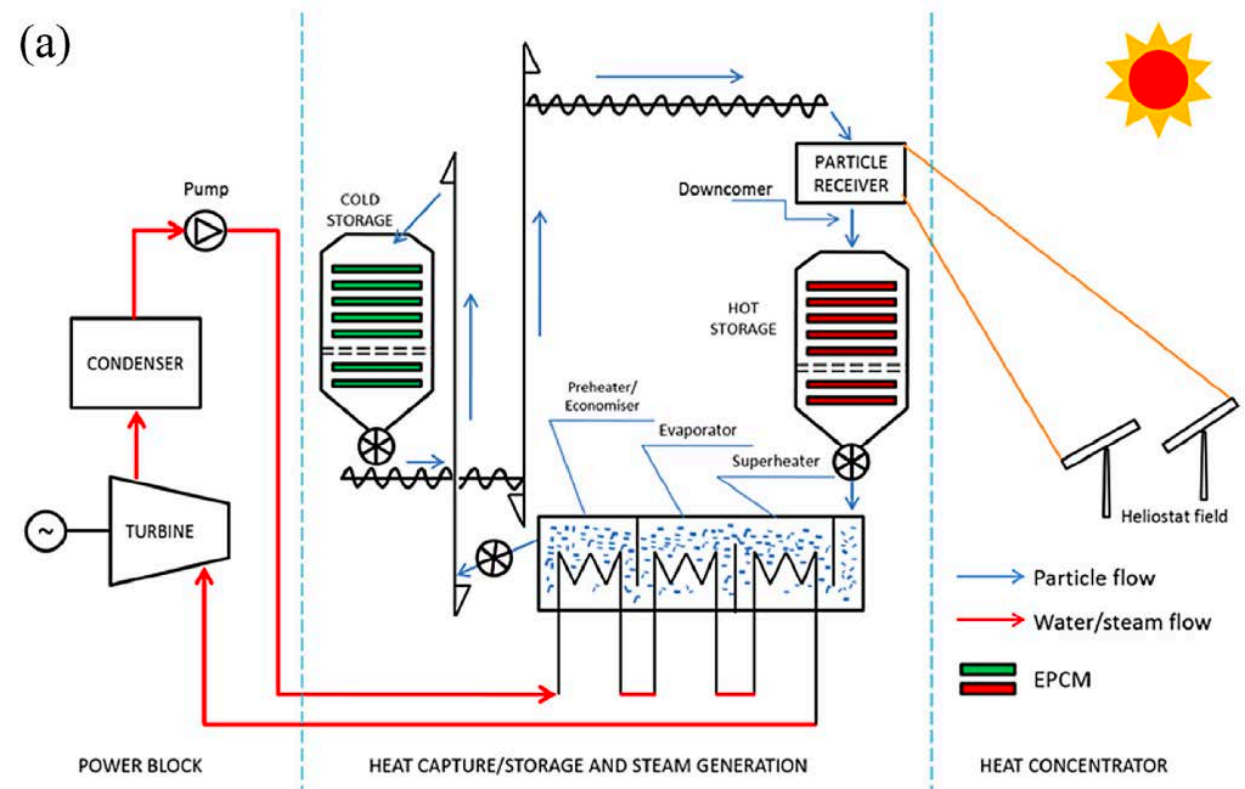 (a)
Pump
CONDENSER
TURBINE
~
COLD
STORAGE
PARTICLE
RECEIVER
Downcomer
HOT
STORAGE
Preheater/
Economiser
Evaporator
Superheater
Heliostat field
Particle flow
Water/steam flow
EPCM
POWER BLOCK
HEAT CAPTURE/STORAGE AND STEAM GENERATION
HEAT CONCENTRATOR